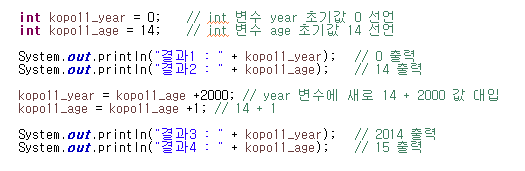 int kopo11_year = 0;    // int 변수 year 초기값 0 선언
int kopo11_age = 14;    // int 변수 age 초기값 14 선언
System.out.println("결과1 : " + kopo11_year);   // 0 출력
System.out.println("결과2 : " + kopo11_age);    // 14 출력
kopo11_year = kopo11_age +2000; // year 변수에 새로 14 + 2000 값 대입
kopo11_age = kopo11_age +1; // 14 + 1
System.out.println("결과3 : " + kopo11_year);   // 2014 출력
System.out.println("결과4 : " + kopo11_age);    // 15 출력